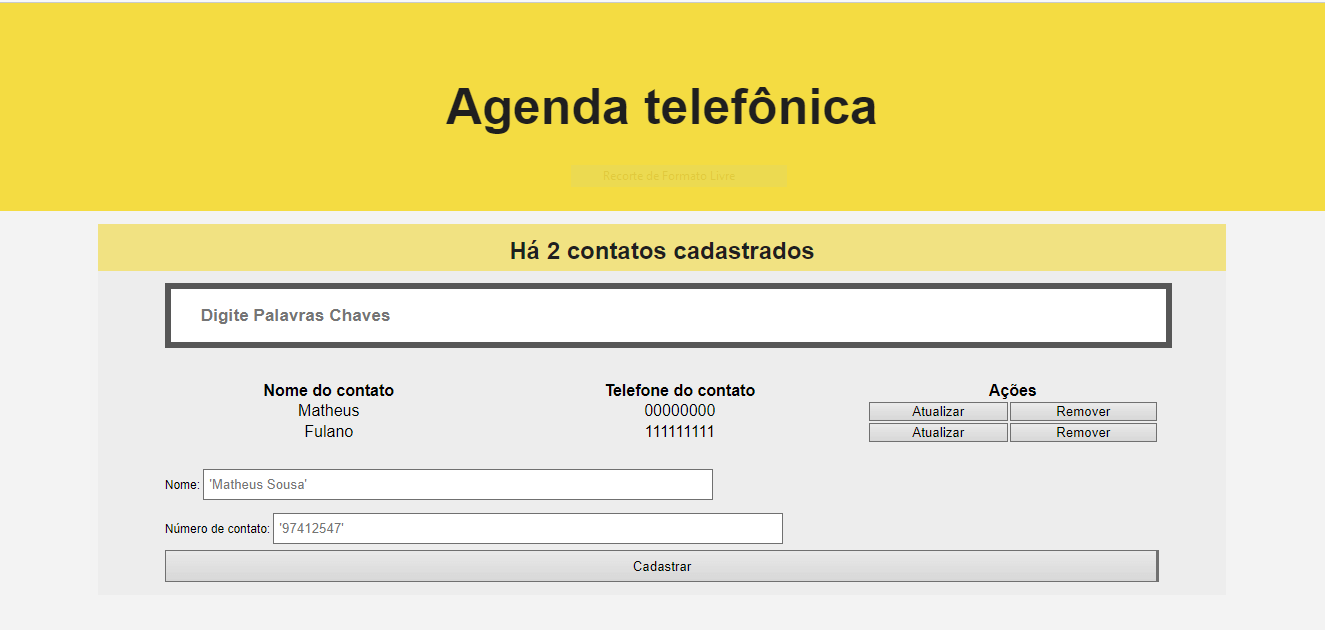 Agenda telefônica
Recorte de Formato Livre
Há 2 contatos cadastrados
Digite Palavras Chaves
Nome do contato Telefone do contato Ações
Matheus 00000000 Atualizar Remover
Fulano 111111111 Atualizar Remover
Nome: 'Matheus Sousa'
Número de contato: '97412547'
Cadastrar